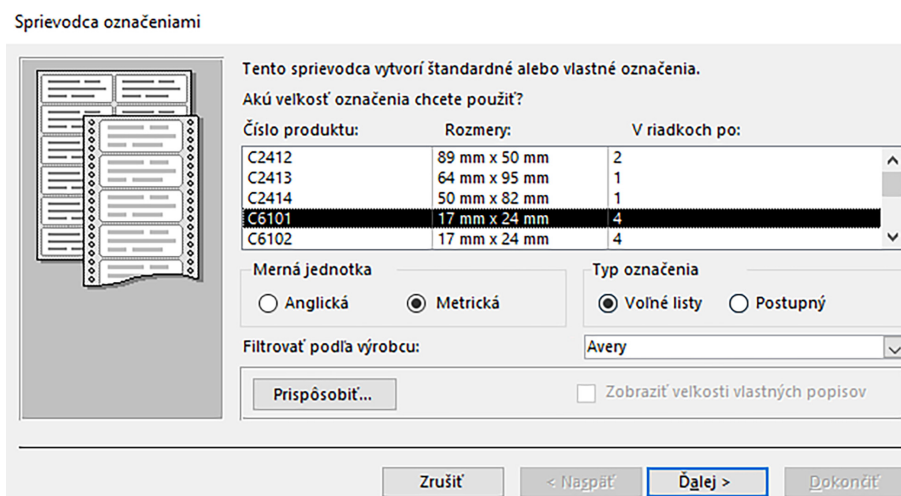 Sprievodca označeniami
Tento sprievodca vytvorí štandardné alebo vlastné označenia.
Akú veľkosť označenia chcete použiť?
Číslo produktu: Rozmery: V riadkoch po:
C2412 89 mm x 50 mm 2
C2413 64 mm x 95 mm 1
C2414 50 mm x 82 mm 1
C6101 17 mm x 24 mm 4
C6102 17 mm x 24 mm 4
Merná jednotka Typ označenia
Anglická Metrická Voľné listy Postupný
Filtrovať podľa výrobcu: Avery
Prispôsobiť... Zobraziť veľkosti vlastných popisov
Zrušiť < Naspäť Ďalej > Dokončiť